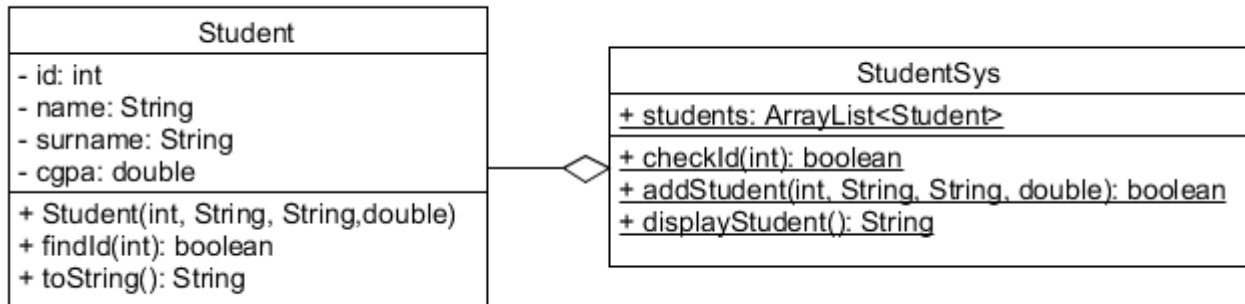 Student
- id: int
- name: String
- surname: String
- cgpa: double
+ Student(int, String, String,double)
+ findId(int): boolean
+ toString(): String
StudentSys
+ students: ArrayList<Student>
+ checkId(int): boolean
+ addStudent(int, String, String, double): boolean
+ displayStudent(): String